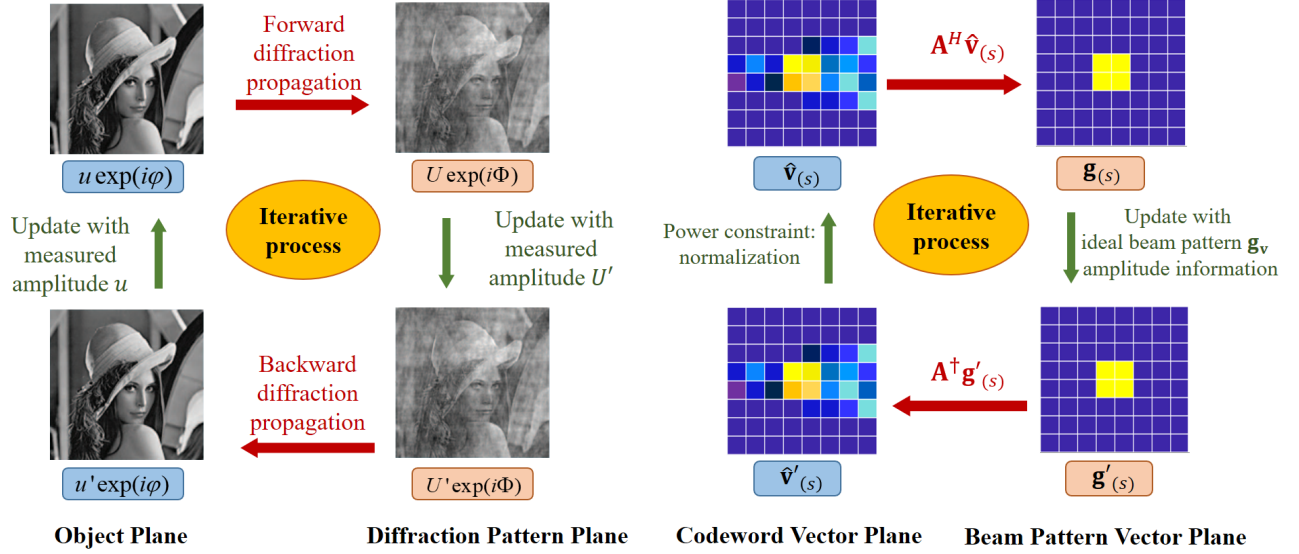 Forward
diffraction
propagation
u exp(iφ)
U exp(iΦ)
Update with
measured
amplitude u
Iterative
process
Update with
measured
amplitude U′
Backward
diffraction
propagation
u' exp(iφ)
U' exp(iΦ)
Object Plane
Diffraction Pattern Plane
A^H v̂_(s)
v̂_(s)
g_(s)
Power constraint:
normalization
Iterative
process
Update with
ideal beam pattern g_v
amplitude information
A^† g′_(s)
v̂′_(s)
g′_(s)
Codeword Vector Plane
Beam Pattern Vector Plane